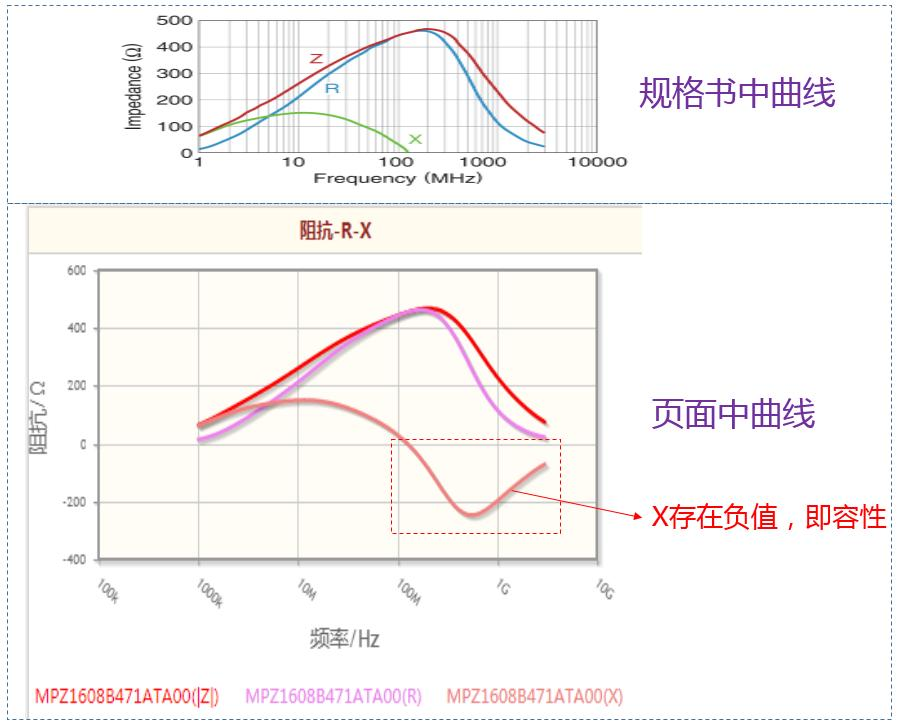 500
400
300
200
100
0
Impedance (Ω)
Z
R
X
1
10
100
1000
10000
Frequency (MHz)
规格书中曲线
阻抗-R-X
600
400
200
0
-200
-400
阻抗/Ω
页面中曲线
X存在负值，即容性
100k
1000k
10M
100M
1G
10G
频率/Hz
MPZ1608B471ATA00(|Z|) MPZ1608B471ATA00(R) MPZ1608B471ATA00(X)